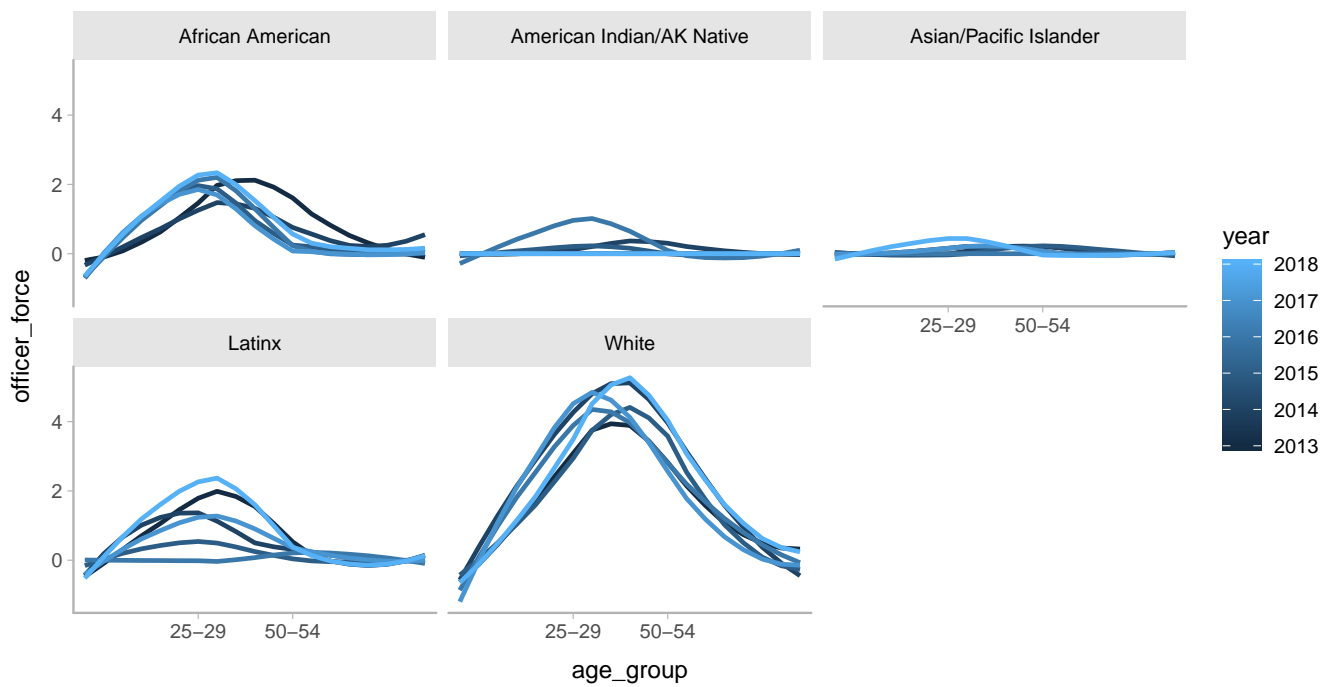 African American
American Indian/AK Native
Asian/Pacific Islander
4
2
0
25−29
50−54
Latinx
White
4
2
0
25−29
50−54
25−29
50−54
age_group
officer_force
year
2018
2017
2016
2015
2014
2013